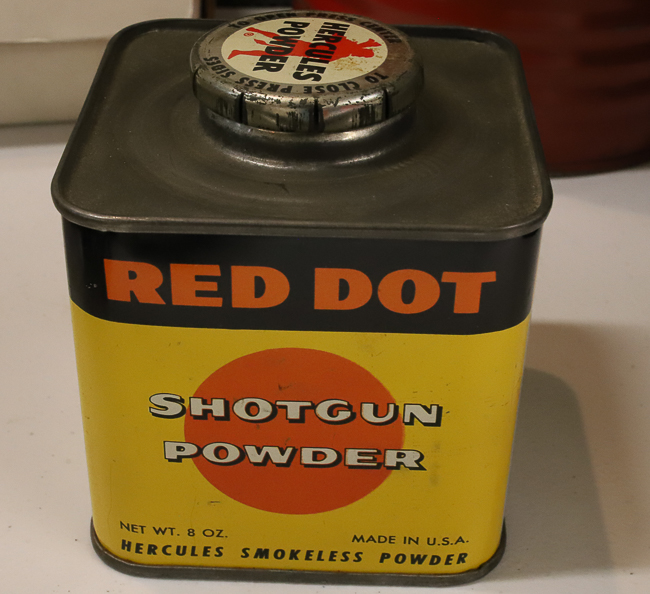 HERCULES
POWDER
®
TO CLOSE PRESS SIDES
RED DOT
SHOTGUN
POWDER
NET WT. 8 OZ.
MADE IN U.S.A.
HERCULES SMOKELESS POWDER